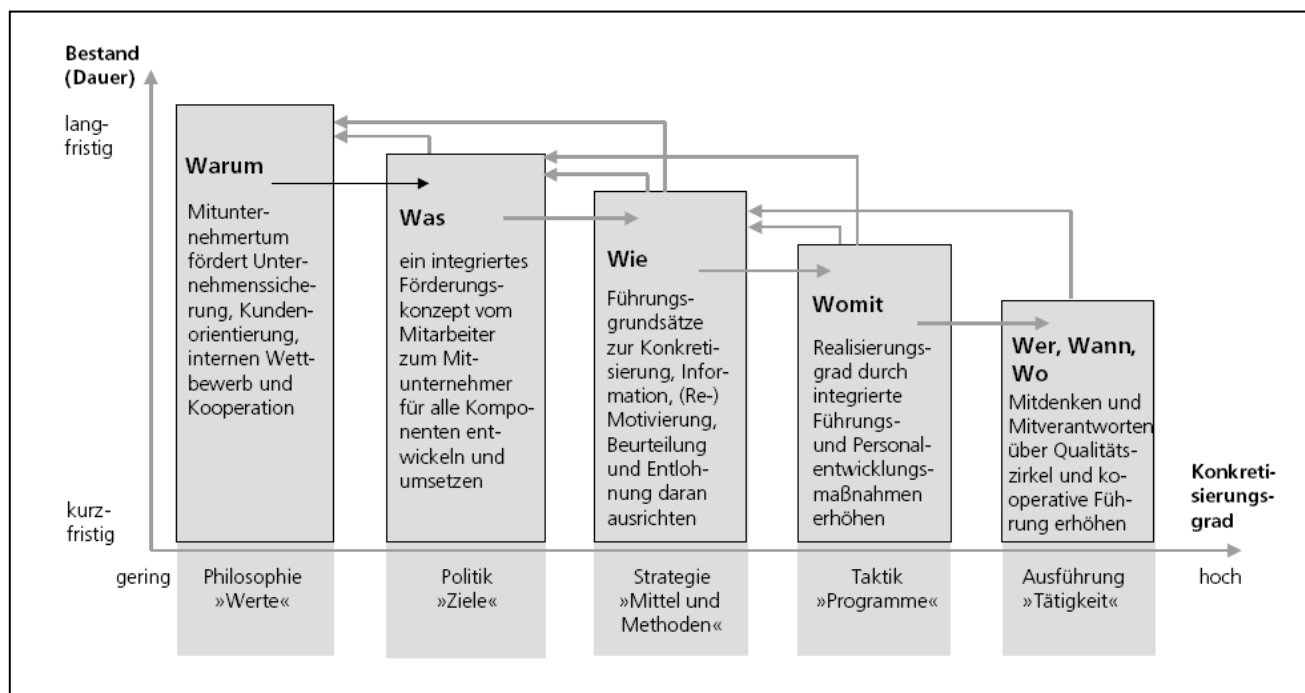 Bestand
(Dauer)
lang-
fristig
Warum
Mitunter-
nehmertum
fördert Unter-
nehmenssiche-
rung, Kunden-
orientierung,
internen Wett-
bewerb und
Kooperation
Was
ein integriertes
Förderungs-
konzept vom
Mitarbeiter
zum Mit-
unternehmer
für alle Kompo-
nenten ent-
wickeln und
umsetzen
Wie
Führungs-
grundsätze
zur Konkreti-
sierung, Infor-
mation, (Re-)
Motivierung,
Beurteilung
und Entloh-
nung daran
ausrichten
Womit
Realisierungs-
grad durch
integrierte
Führungs-
und Personal-
entwicklungs-
maßnahmen
erhöhen
Wer, Wann,
Wo
Mitdenken und
Mitverantworten
über Qualitäts-
zirkel und ko-
operative Füh-
rung erhöhen
Konkreti-
sierungs-
grad
kurz-
fristig
gering
Philosophie
»Werte«
Politik
»Ziele«
Strategie
»Mittel und
Methoden«
Taktik
»Programme«
Ausführung
»Tätigkeit«
hoch